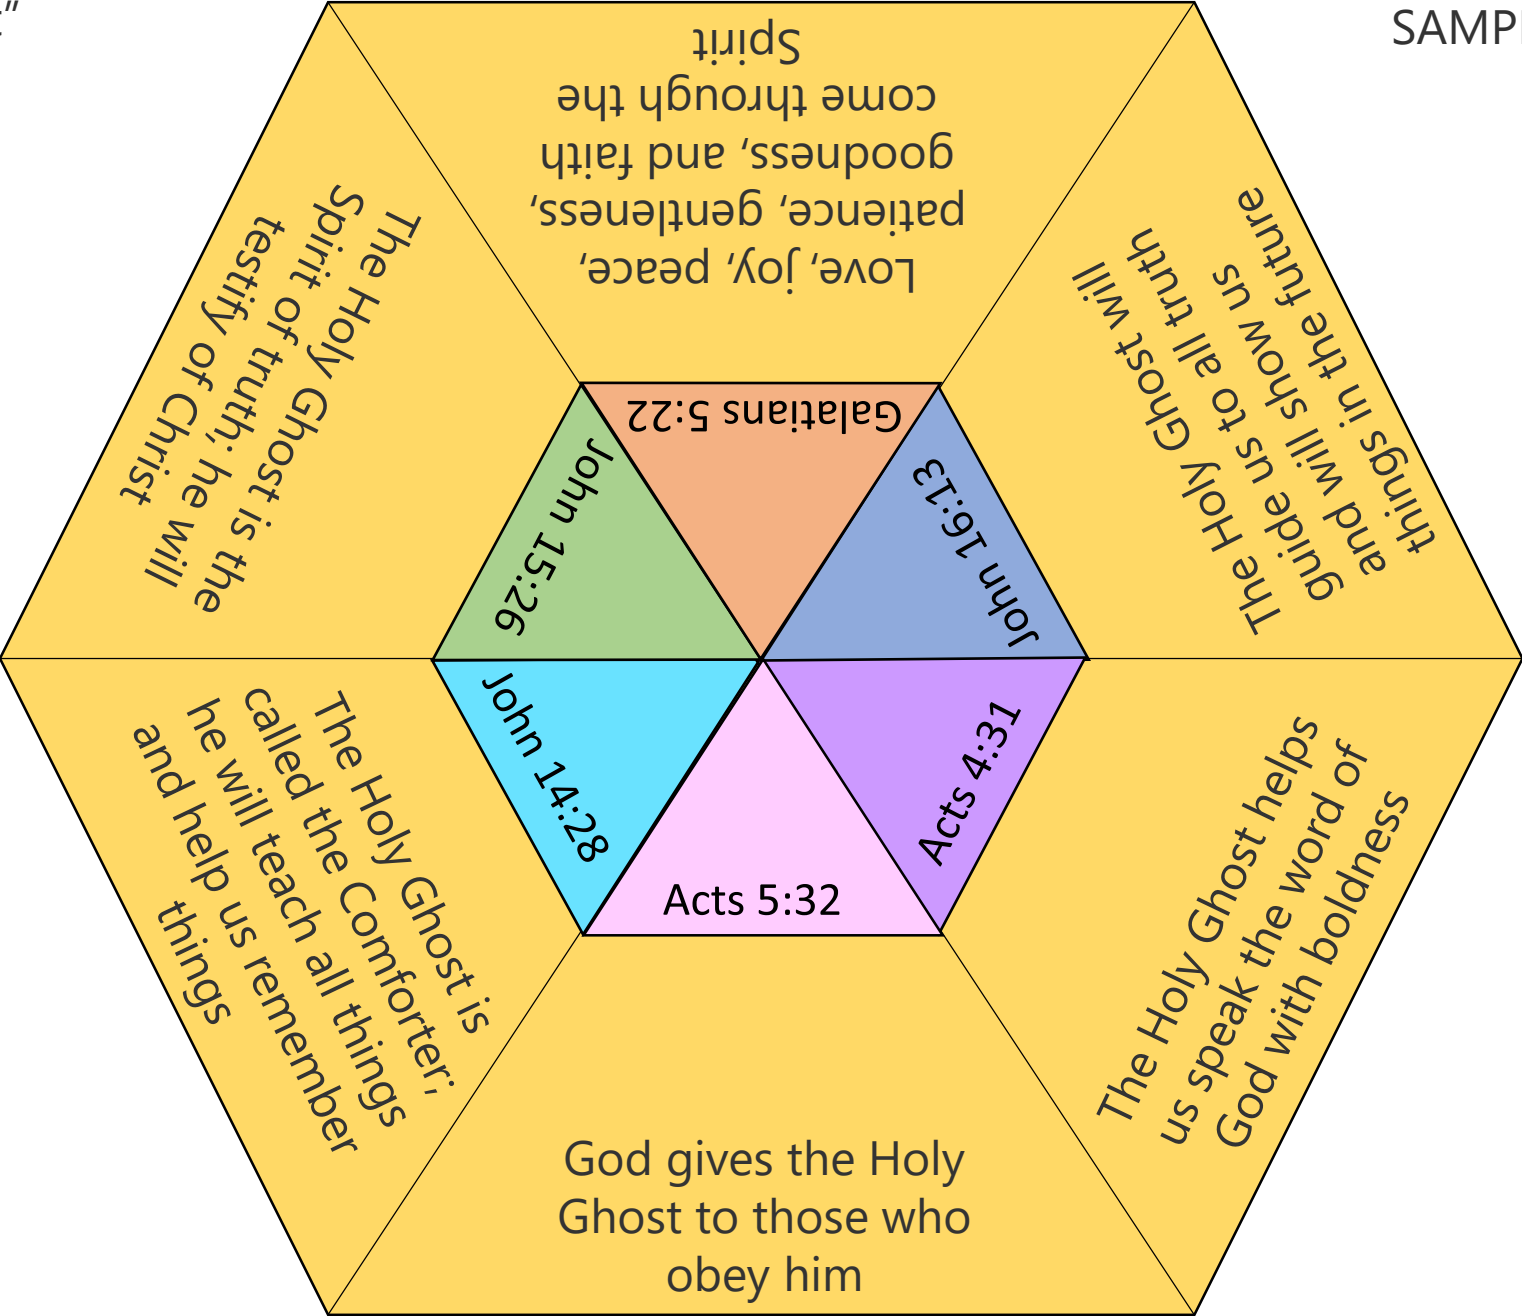 SAMPL
Love, joy, peace,
patience, gentleness,
goodness, and faith
come through the
Spirit
Galatians 5:22
The Holy Ghost will
guide us to all truth
and will show us
things in the future
John 16:13
The Holy Ghost helps
us speak the word of
God with boldness
Acts 4:31
God gives the Holy
Ghost to those who
obey him
Acts 5:32
The Holy Ghost is
called the Comforter;
he will teach all things
and help us remember
things
John 14:28
The Holy Ghost is the
Spirit of truth; he will
testify of Christ
John 15:26